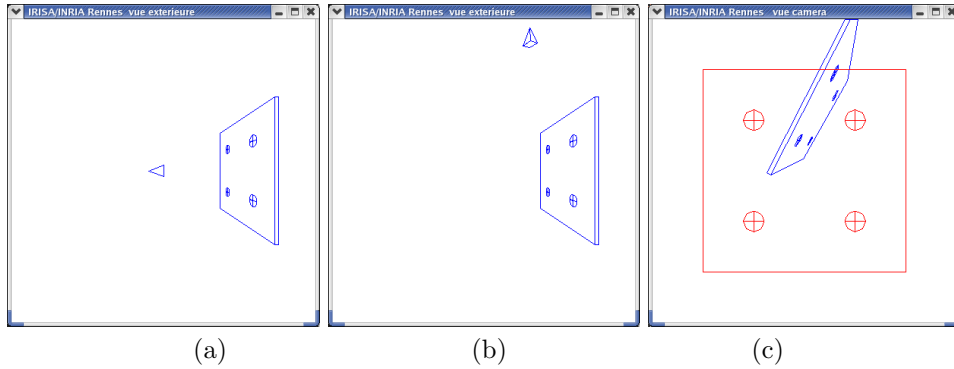 IRISA/INRIA Rennes vue exterieure
IRISA/INRIA Rennes vue exterieure
IRISA/INRIA Rennes vue camera
(a)
(b)
(c)